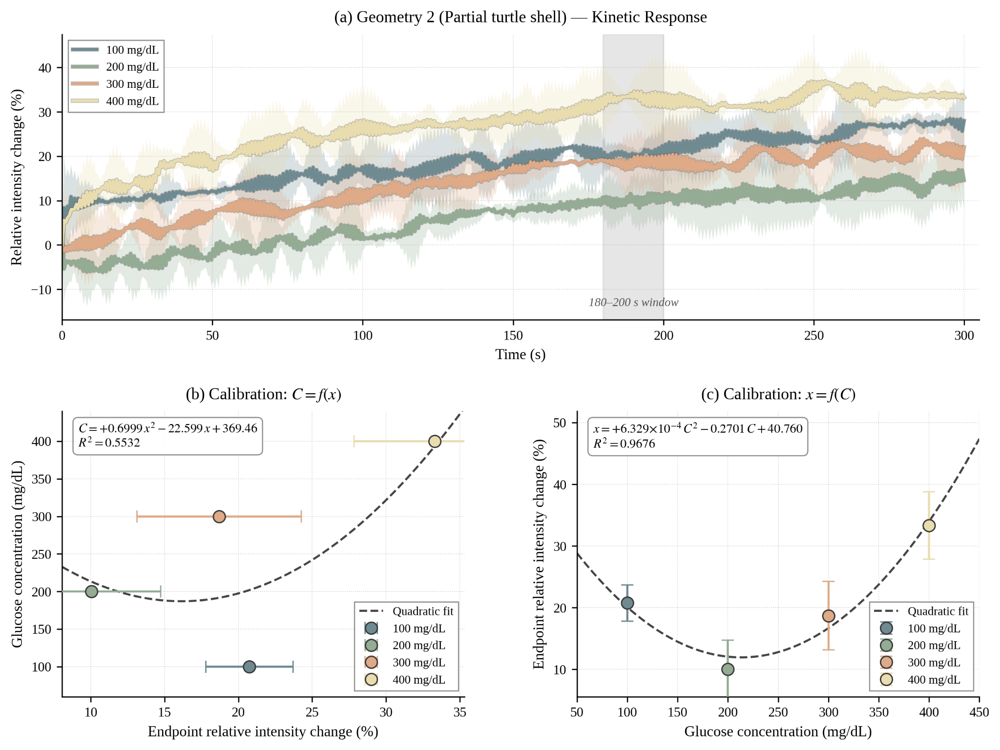 (a) Geometry 2 (Partial turtle shell) — Kinetic Response
Relative intensity change (%)
40
30
20
10
0
−10
100 mg/dL
200 mg/dL
300 mg/dL
400 mg/dL
180–200 s window
0 50 100 150 200 250 300
Time (s)
(b) Calibration: C = f(x)
Glucose concentration (mg/dL)
400
350
300
250
200
150
100
C = +0.6999 x² − 22.599 x + 369.46
R² = 0.5532
Quadratic fit
100 mg/dL
200 mg/dL
300 mg/dL
400 mg/dL
10 15 20 25 30 35
Endpoint relative intensity change (%)
(c) Calibration: x = f(C)
Endpoint relative intensity change (%)
50
40
30
20
10
x = +6.329×10⁻⁴ C² − 0.2701 C + 40.760
R² = 0.9676
Quadratic fit
100 mg/dL
200 mg/dL
300 mg/dL
400 mg/dL
50 100 150 200 250 300 350 400 450
Glucose concentration (mg/dL)